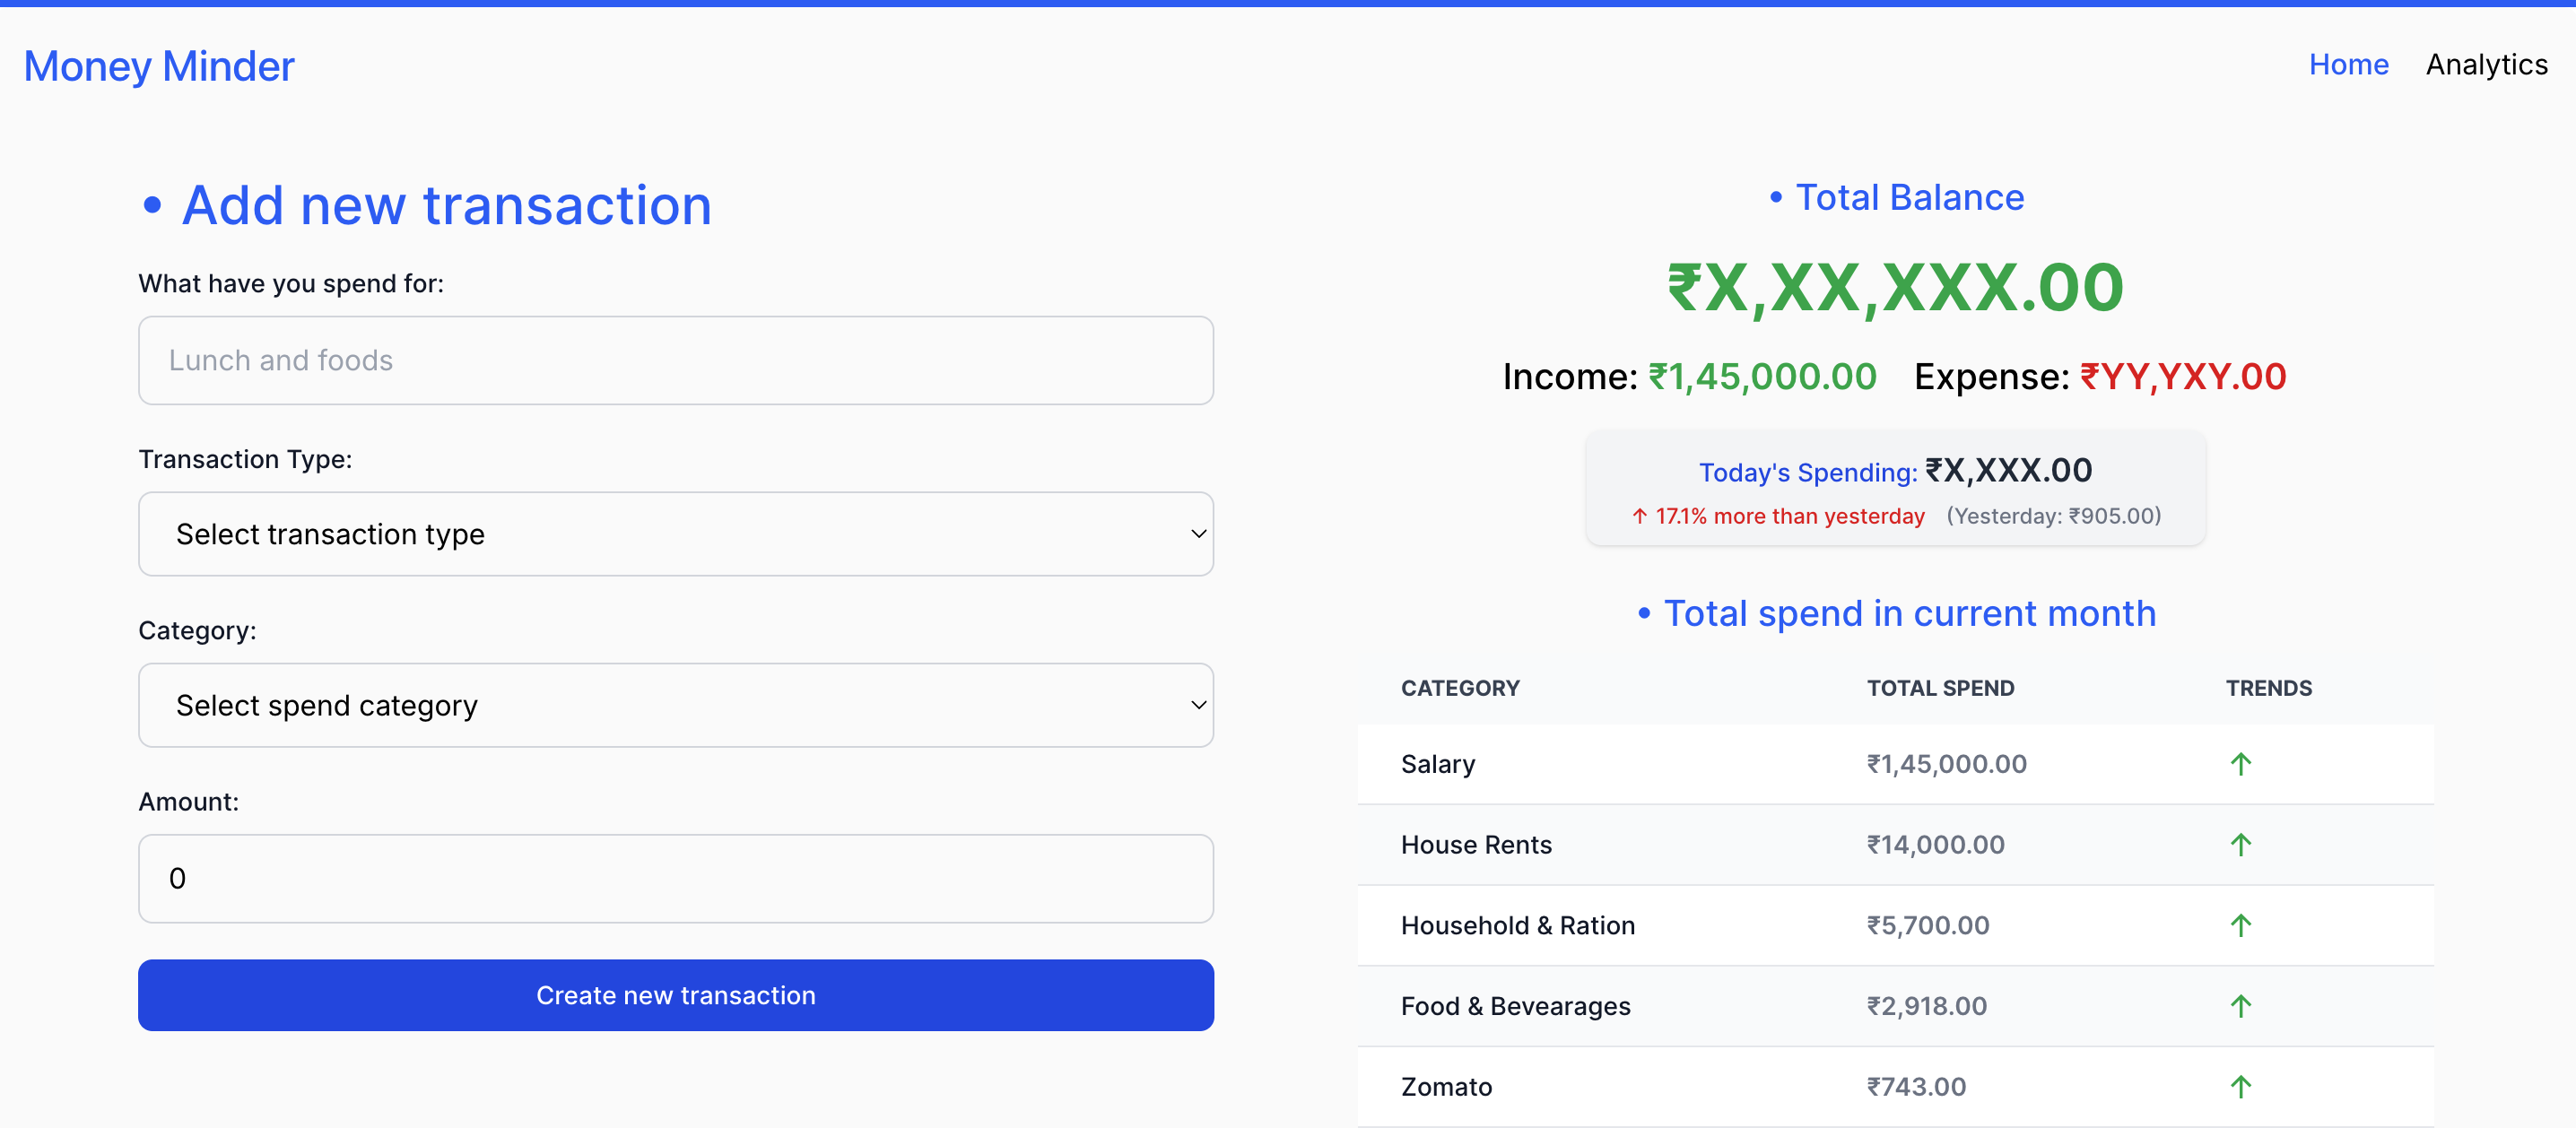 Money Minder
Home Analytics
• Add new transaction
What have you spend for:
Lunch and foods
Transaction Type:
Select transaction type
Category:
Select spend category
Amount:
0
Create new transaction
• Total Balance
₹X,XX,XXX.00
Income: ₹1,45,000.00 Expense: ₹YY,YXY.00
Today's Spending: ₹X,XXX.00
↑ 17.1% more than yesterday (Yesterday: ₹905.00)
• Total spend in current month
CATEGORY TOTAL SPEND TRENDS
Salary ₹1,45,000.00 ↑
House Rents ₹14,000.00 ↑
Household & Ration ₹5,700.00 ↑
Food & Bevearages ₹2,918.00 ↑
Zomato ₹743.00 ↑